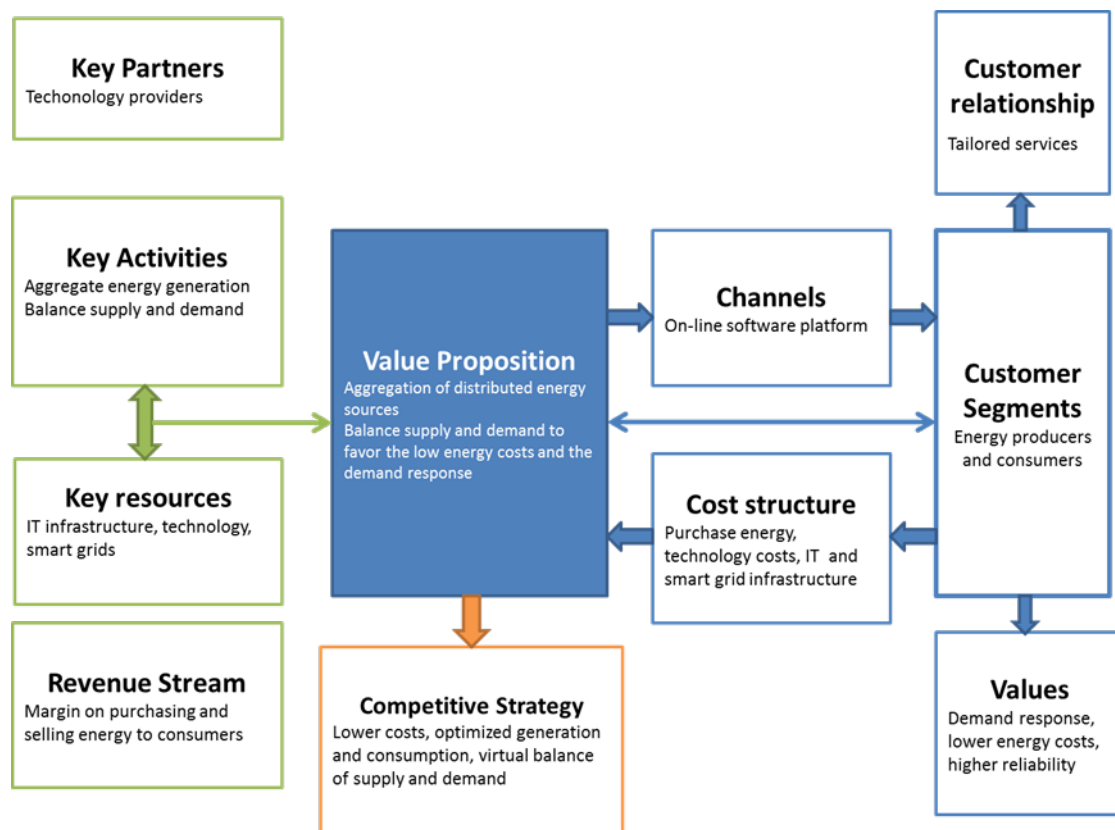 Key Partners
Techonology providers
Key Activities
Aggregate energy generation
Balance supply and demand
Key resources
IT infrastructure, technology,
smart grids
Revenue Stream
Margin on purchasing and
selling energy to consumers
Value Proposition
Aggregation of distributed energy
sources
Balance supply and demand to
favor the low energy costs and the
demand response
Competitive Strategy
Lower costs, optimized generation
and consumption, virtual balance
of supply and demand
Channels
On-line software platform
Cost structure
Purchase energy,
technology costs, IT and
smart grid infrastructure
Customer
relationship
Tailored services
Customer
Segments
Energy producers
and consumers
Values
Demand response,
lower energy costs,
higher reliability